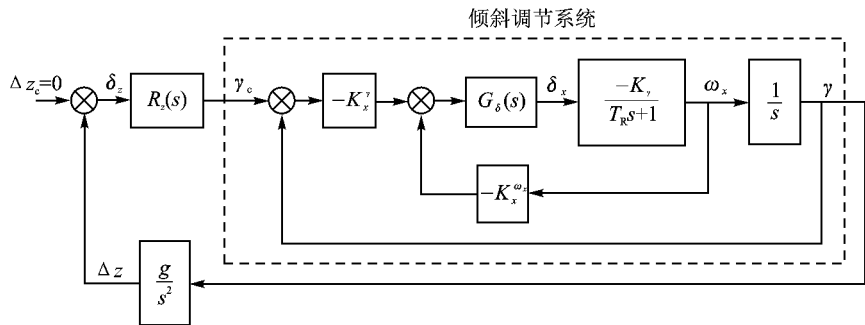 倾斜调节系统
Δz_c=0
δ_z
R_z(s)
γ_c
−K_x^γ
G_δ(s)
δ_x
−K_γ
T_R s+1
ω_x
1
s
γ
−K_x^{ω_x}
Δz
g
s²